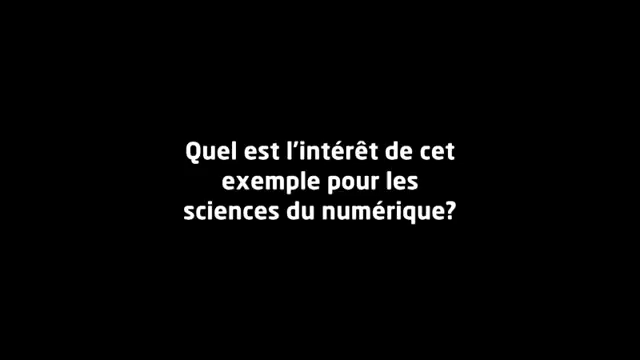 Quel est l'intérêt de cet
exemple pour les
sciences du numérique?